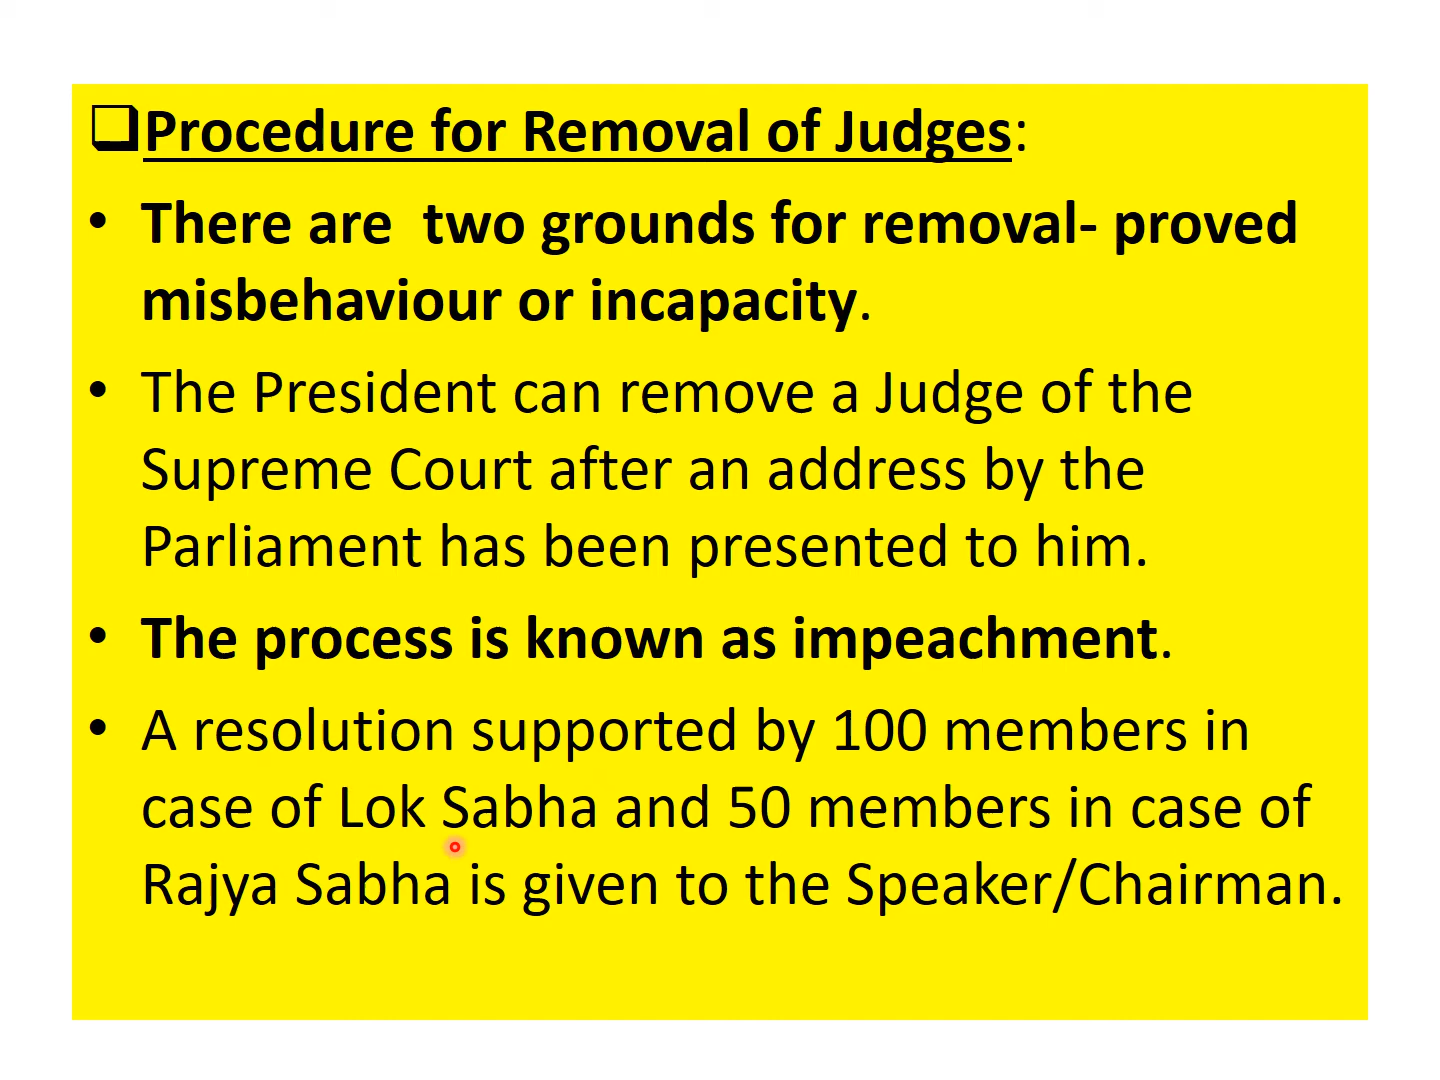 ❑Procedure for Removal of Judges:
• There are two grounds for removal- proved
misbehaviour or incapacity.
• The President can remove a Judge of the
Supreme Court after an address by the
Parliament has been presented to him.
• The process is known as impeachment.
• A resolution supported by 100 members in
case of Lok Sabha and 50 members in case of
Rajya Sabha is given to the Speaker/Chairman.